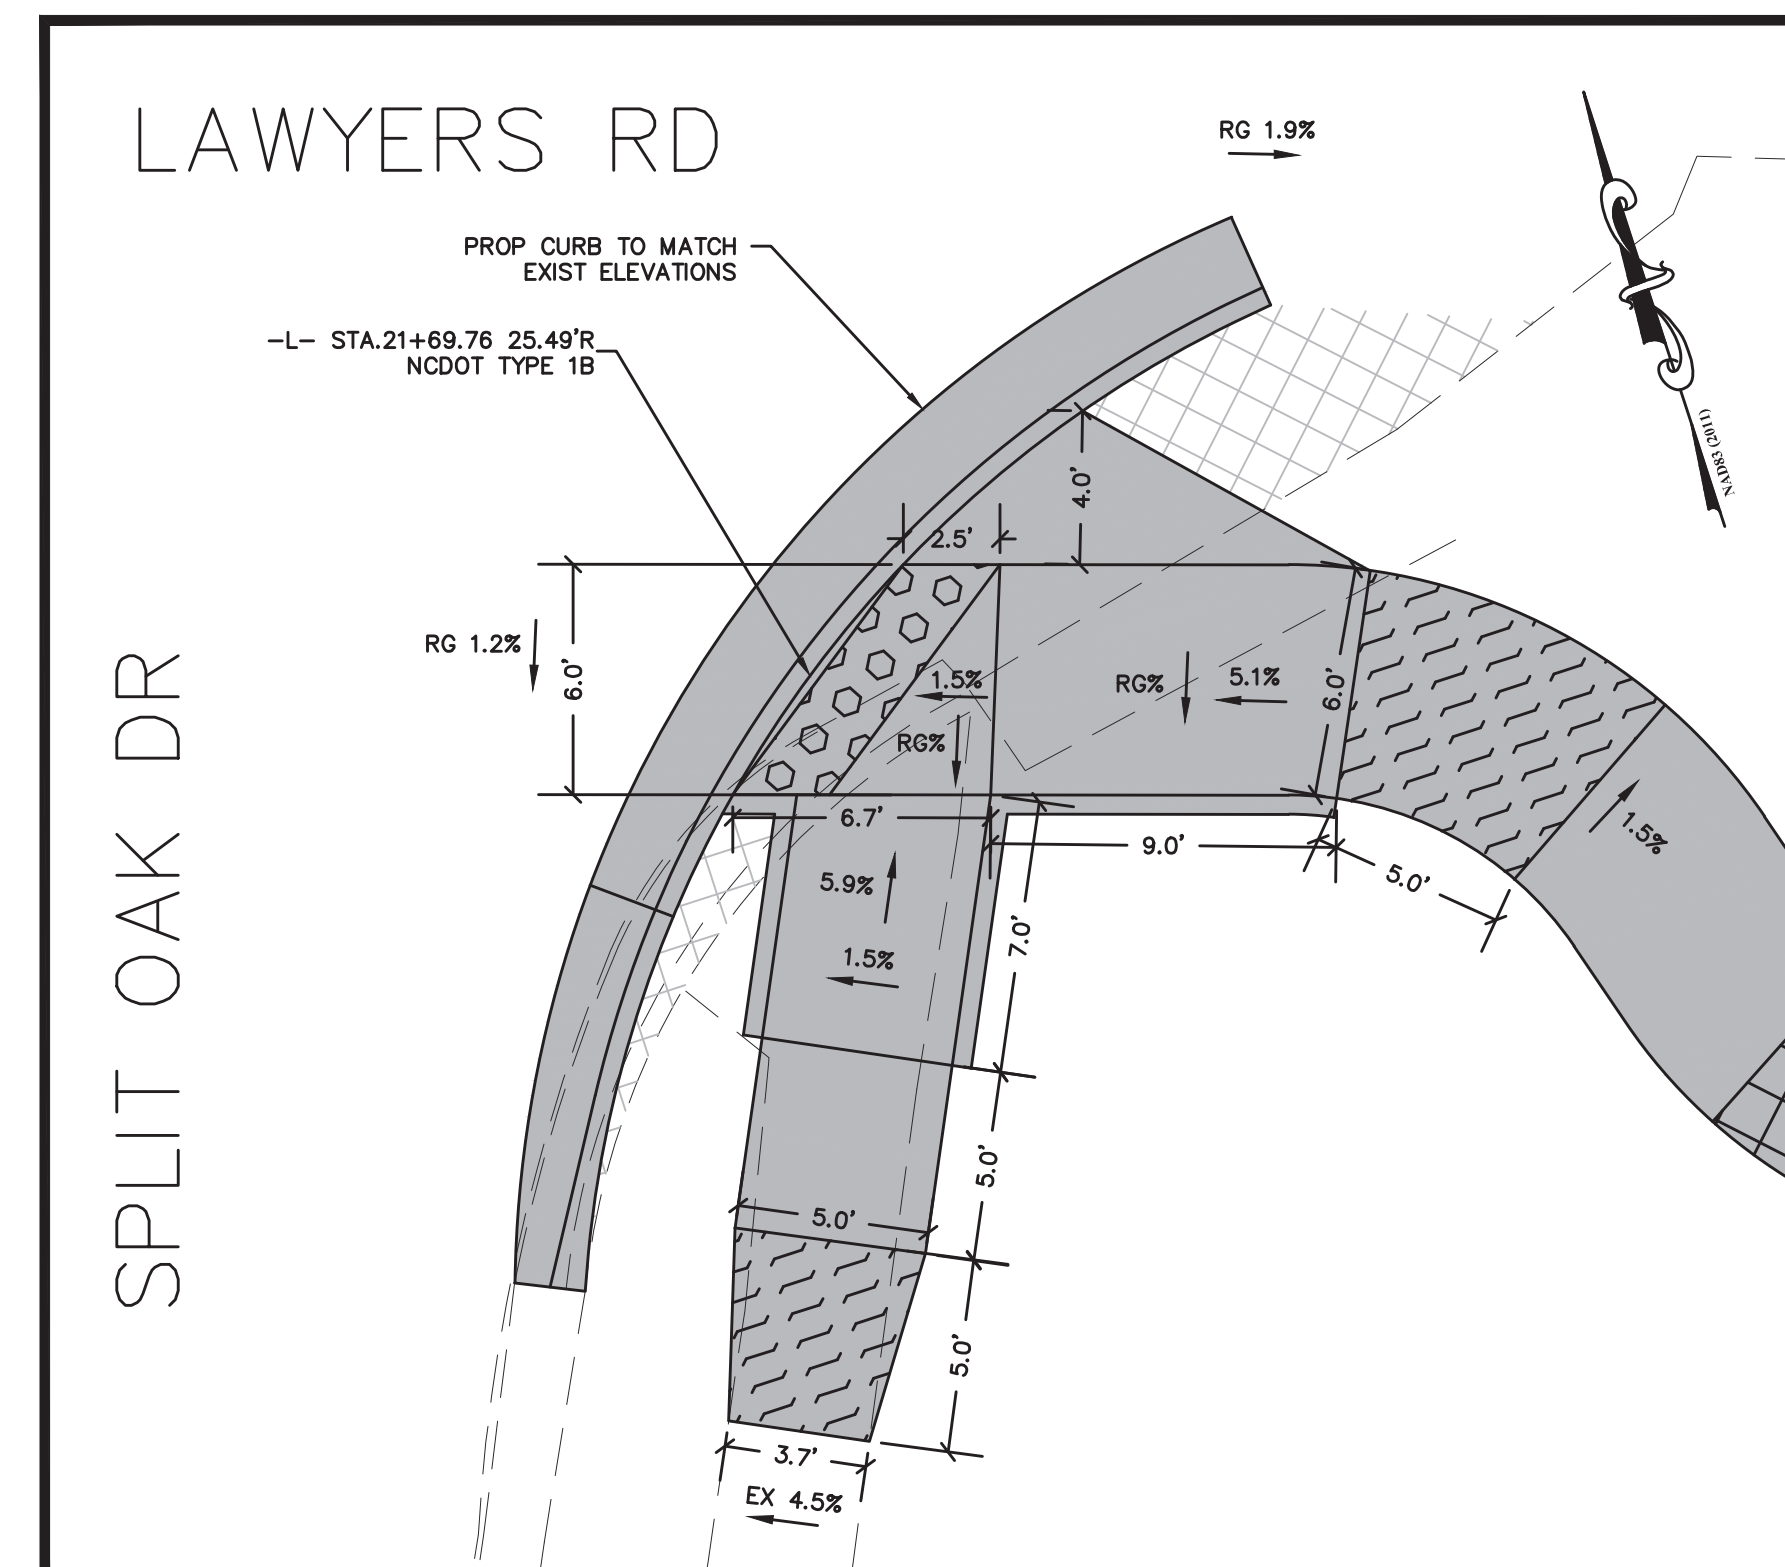 LAWYERS RD
RG 1.9%
PROP CURB TO MATCH
EXIST ELEVATIONS
-L- STA.21+69.76 25.49'R
NCDOT TYPE 1B
NAD83 (2011)
4.0'
2.5'
RG 1.2%
6.0'
1.5%
RG%
RG%
5.1%
6.0'
SPLIT OAK DR
6.7'
9.0'
5.0'
1.5%
5.9%
1.5%
7.0'
5.0'
5.0'
5.0'
3.7'
EX 4.5%